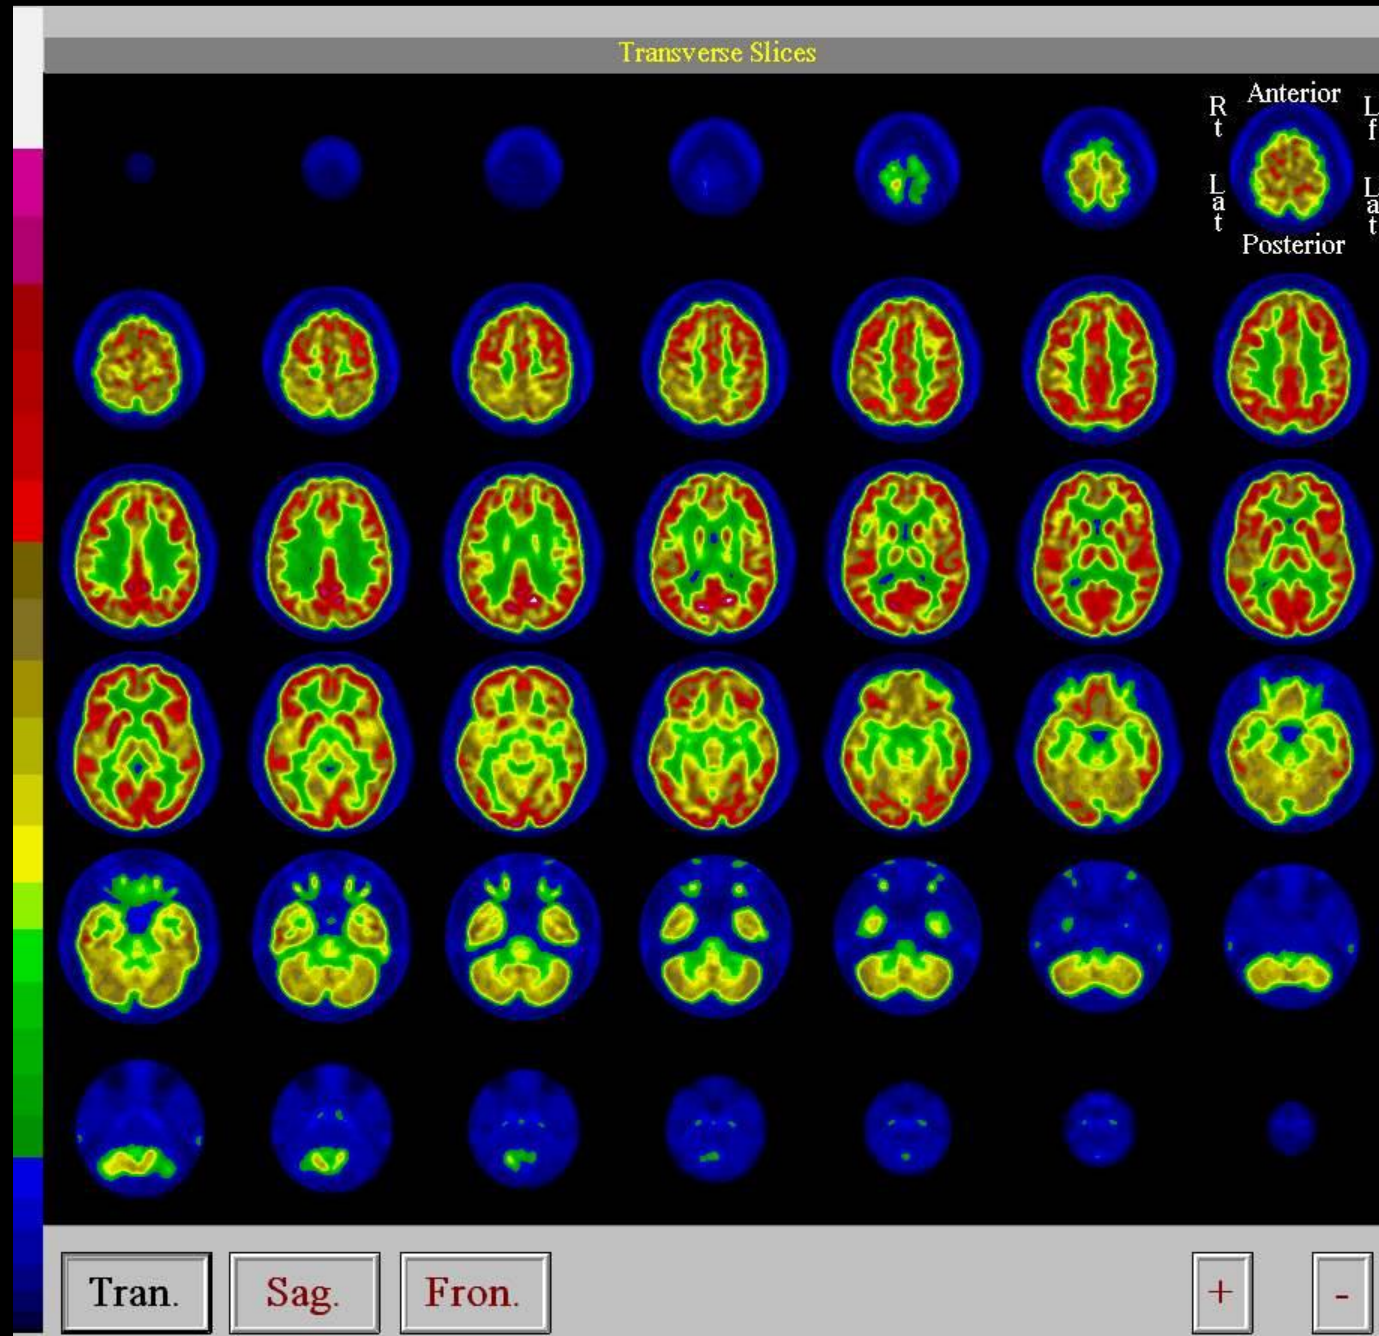 Transverse Slices
Anterior
Rt Lat
Lf Lat
Posterior
Tran.
Sag.
Fron.
+
-